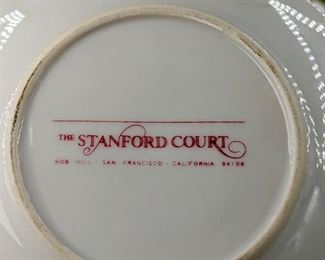 THE STANFORD COURT
NOB HILL - SAN FRANCISCO - CALIFORNIA 94108